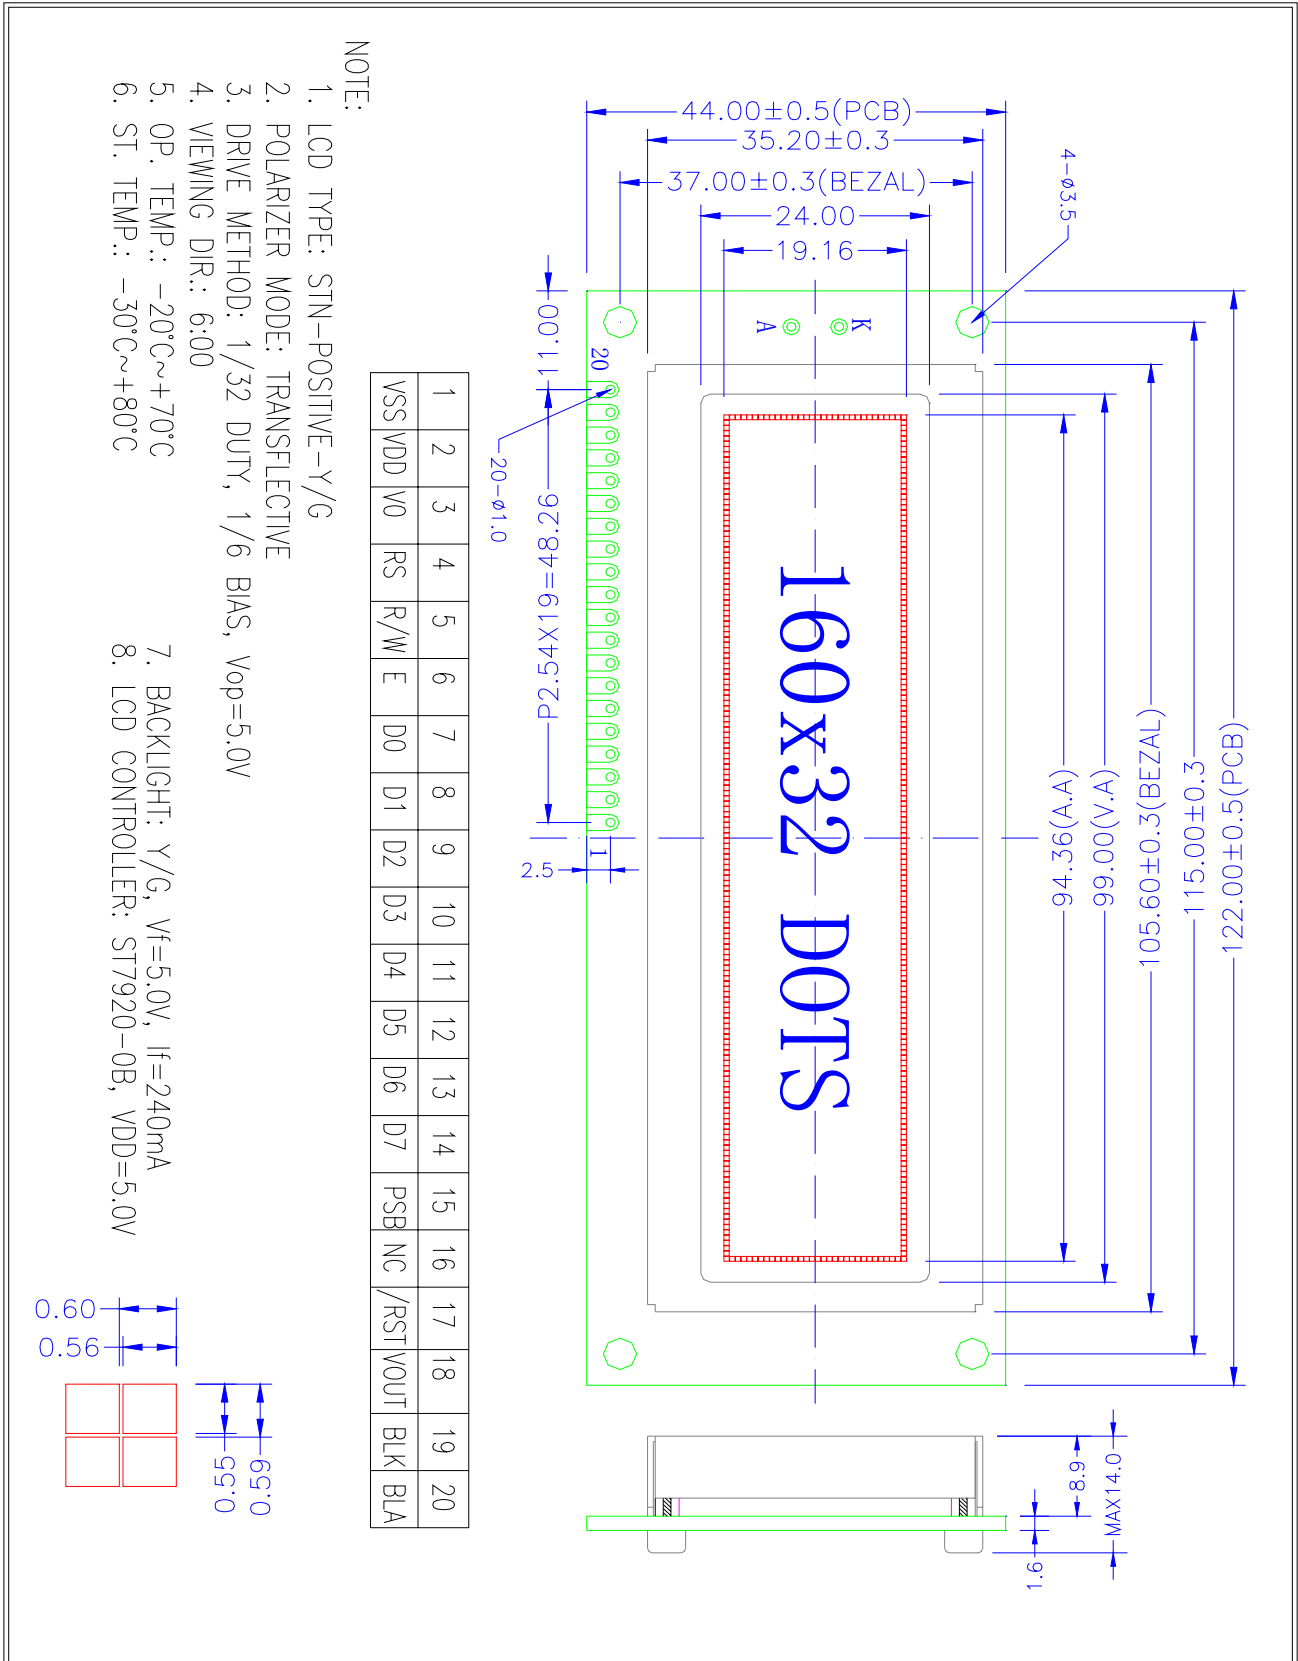 44.00±0.5(PCB)
35.20±0.3
37.00±0.3(BEZAL)
24.00
19.16
4-ø3.5
122.00±0.5(PCB)
115.00±0.3
105.60±0.3(BEZAL)
99.00(V.A)
94.36(A.A)
K
A
160x32 DOTS
20
1
11.00
P2.54X19=48.26
20-ø1.0
2.5
8.9
MAX14.0
1.6
1 2 3 4 5 6 7 8 9 10 11 12 13 14 15 16 17 18 19 20
VSS VDD V0 RS R/W E D0 D1 D2 D3 D4 D5 D6 D7 PSB NC /RST VOUT BLK BLA
NOTE:
1. LCD TYPE: STN-POSITIVE-Y/G
2. POLARIZER MODE: TRANSFLECTIVE
3. DRIVE METHOD: 1/32 DUTY, 1/6 BIAS, Vop=5.0V
4. VIEWING DIR.: 6:00
5. OP. TEMP.: -20°C~+70°C
6. ST. TEMP.: -30°C~+80°C
7. BACKLIGHT: Y/G, Vf=5.0V, If=240mA
8. LCD CONTROLLER: ST7920-0B, VDD=5.0V
0.59
0.55
0.60
0.56